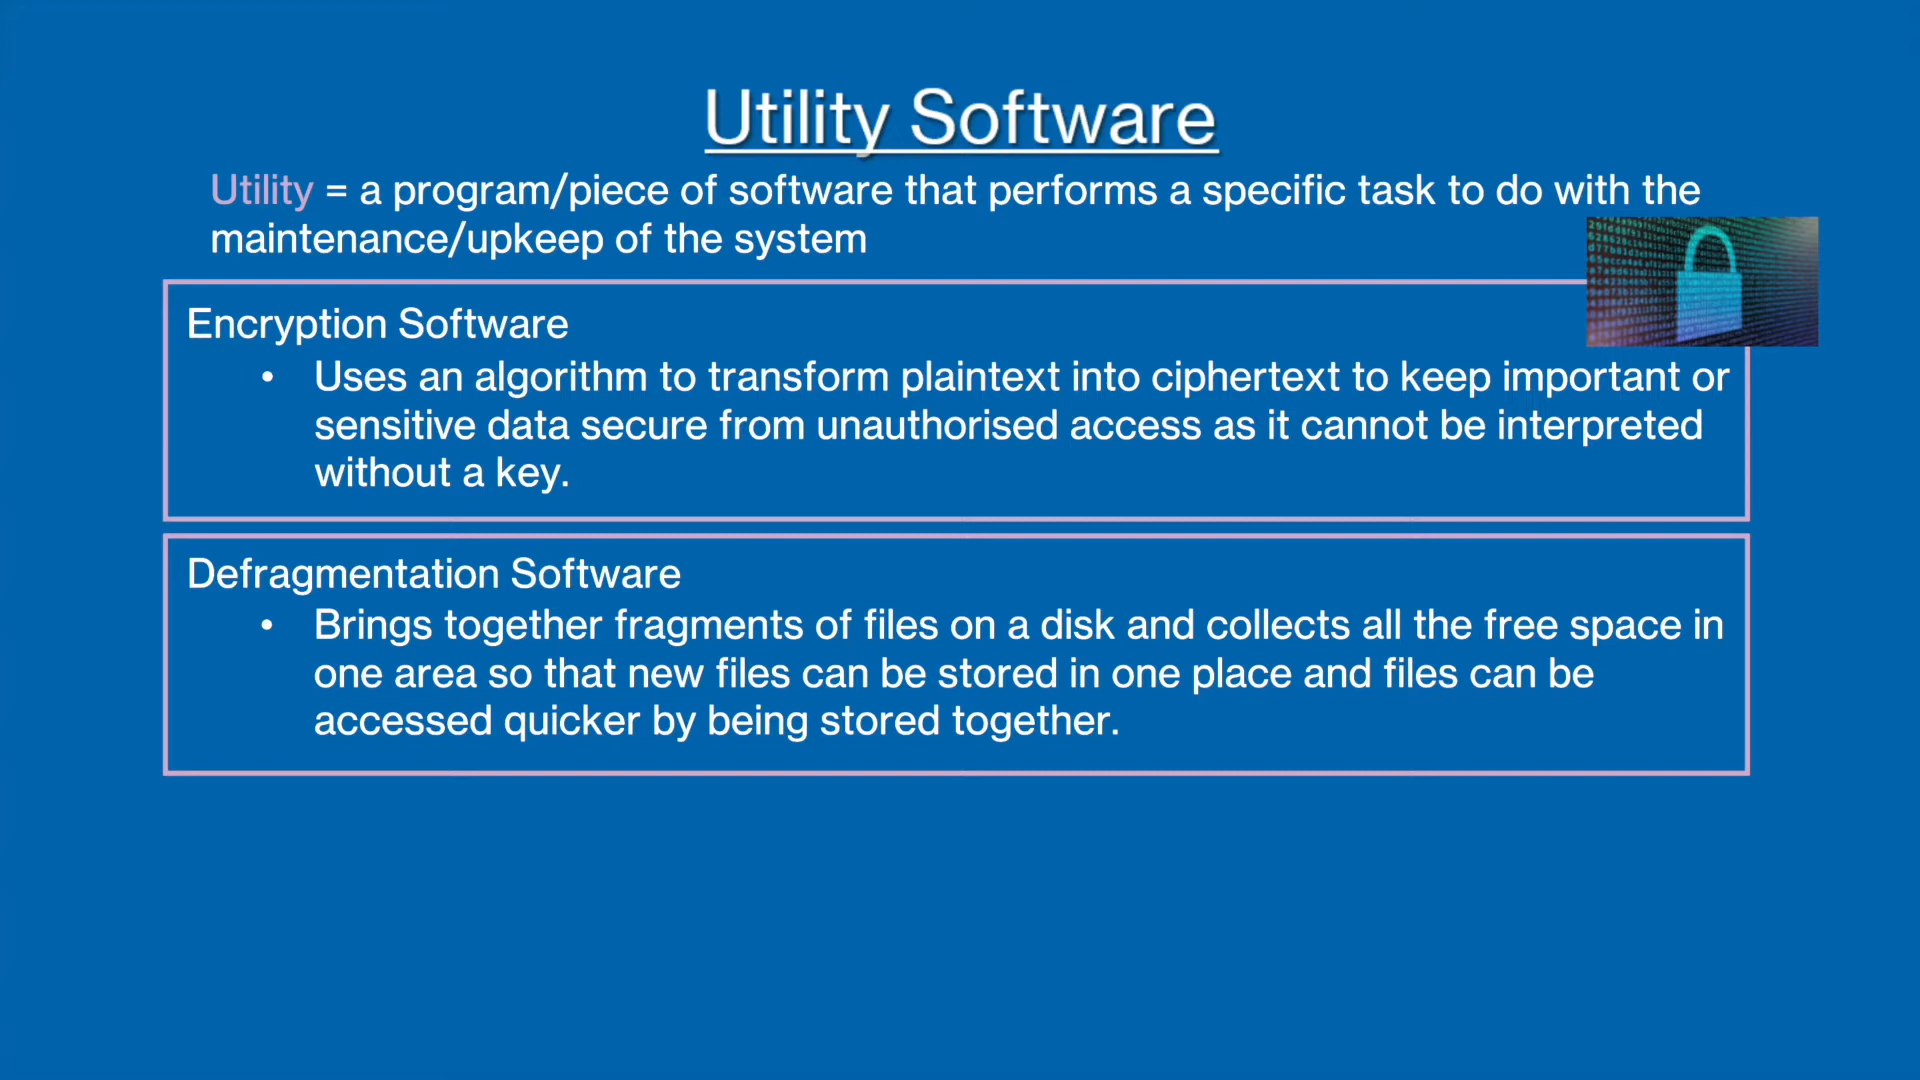 Utility Software
Utility = a program/piece of software that performs a specific task to do with the
maintenance/upkeep of the system
Encryption Software
• Uses an algorithm to transform plaintext into ciphertext to keep important or
sensitive data secure from unauthorised access as it cannot be interpreted
without a key.
Defragmentation Software
• Brings together fragments of files on a disk and collects all the free space in
one area so that new files can be stored in one place and files can be
accessed quicker by being stored together.